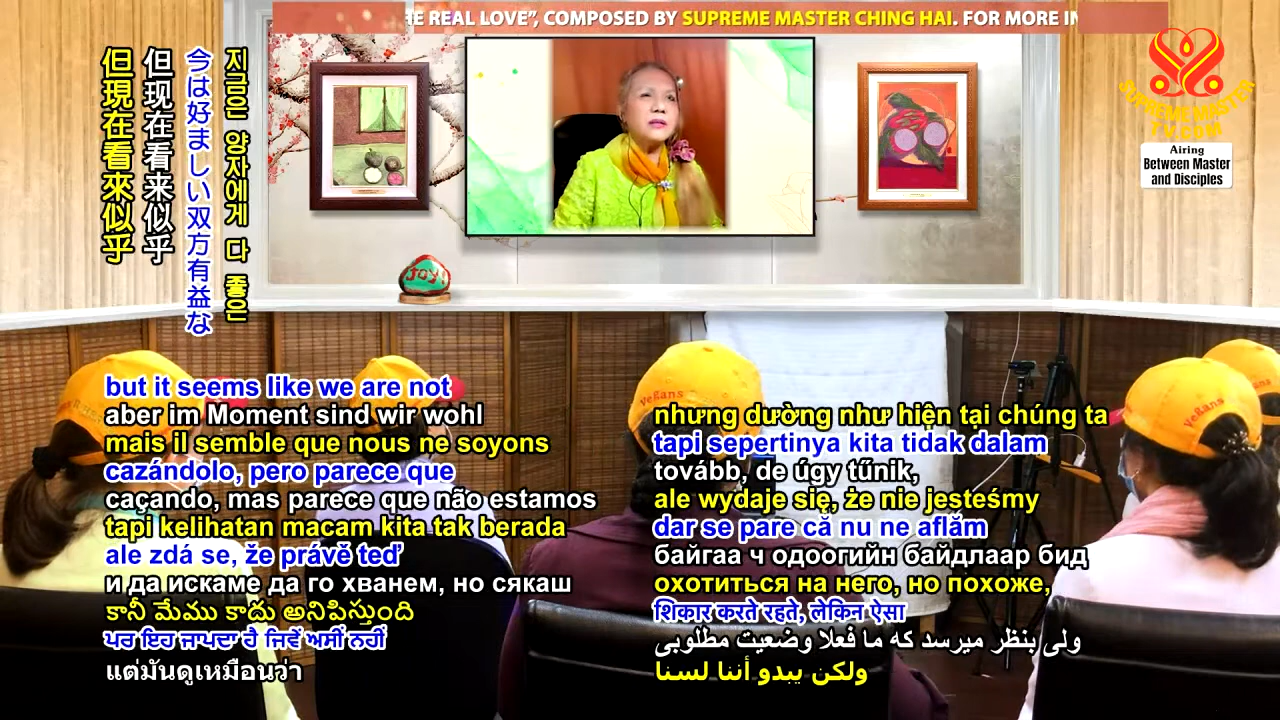 E REAL LOVE", COMPOSED BY SUPREME MASTER CHING HAI. FOR MORE IN
SUPREME MASTER
TV.COM
Airing
Between Master
and Disciples
지금은 양자에게 다 좋은
今は好ましい双方有益な
但现在看来似乎
但現在看來似乎
Joy!
but it seems like we are not
aber im Moment sind wir wohl
mais il semble que nous ne soyons
cazándolo, pero parece que
caçando, mas parece que não estamos
tapi kelihatan macam kita tak berada
ale zdá se, že právě teď
и да искаме да го хванем, но сякаш
కానీ మేము కాదు అనిపిస్తుంది
ਪਰ ਇਹ ਜਾਪਦਾ ਹੈ ਜਿਵੇਂ ਅਸੀਂ ਨਹੀਂ
แต่มันดูเหมือนว่า
nhưng dường như hiện tại chúng ta
tapi sepertinya kita tidak dalam
tovább, de úgy tűnik,
ale wydaje się, że nie jesteśmy
dar se pare că nu ne aflăm
байгаа ч одоогийн байдлаар бид
охотиться на него, но похоже,
शिकार करते रहते, लेकिन ऐसा
ولی بنظر میرسد که ما فعلا وضعیت مطلوبی
ولكن يبدو أننا لسنا
Vegans
Vegans